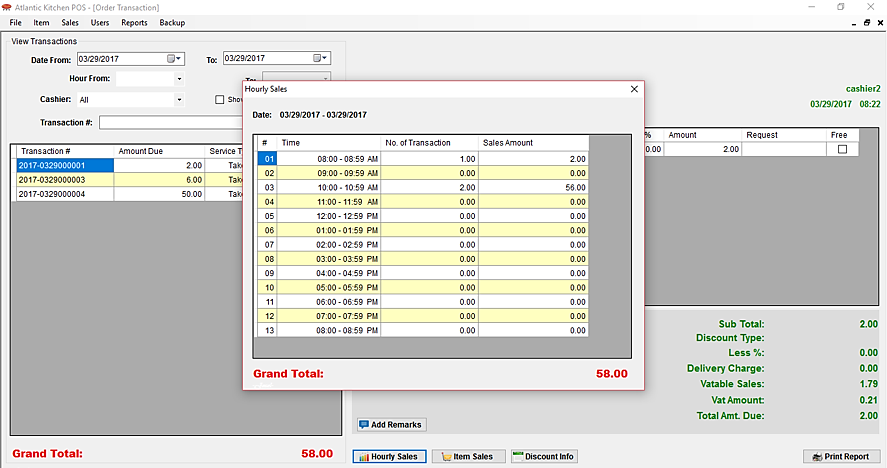 Atlantic Kitchen POS - [Order Transaction]
File Item Sales Users Reports Backup
View Transactions
Date From: 03/29/2017 To: 03/29/2017
Hour From:
Cashier: All
Transaction #:
Transaction # Amount Due Service T
2017-0329000001 2.00 Take
2017-0329000003 6.00 Take
2017-0329000004 50.00 Take
Grand Total: 58.00
Hourly Sales
Date: 03/29/2017 - 03/29/2017
# Time No. of Transaction Sales Amount
01 08:00 - 08:59 AM 1.00 2.00
02 09:00 - 09:59 AM 0.00 0.00
03 10:00 - 10:59 AM 2.00 56.00
04 11:00 - 11:59 AM 0.00 0.00
05 12:00 - 12:59 PM 0.00 0.00
06 01:00 - 01:59 PM 0.00 0.00
07 02:00 - 02:59 PM 0.00 0.00
08 03:00 - 03:59 PM 0.00 0.00
09 04:00 - 04:59 PM 0.00 0.00
10 05:00 - 05:59 PM 0.00 0.00
11 06:00 - 06:59 PM 0.00 0.00
12 07:00 - 07:59 PM 0.00 0.00
13 08:00 - 08:59 PM 0.00 0.00
Grand Total: 58.00
cashier2
03/29/2017 08:22
% Amount Request Free
0.00 2.00
Sub Total: 2.00
Discount Type:
Less %: 0.00
Delivery Charge: 0.00
Vatable Sales: 1.79
Vat Amount: 0.21
Total Amt. Due: 2.00
Add Remarks
Hourly Sales Item Sales Discount Info Print Report